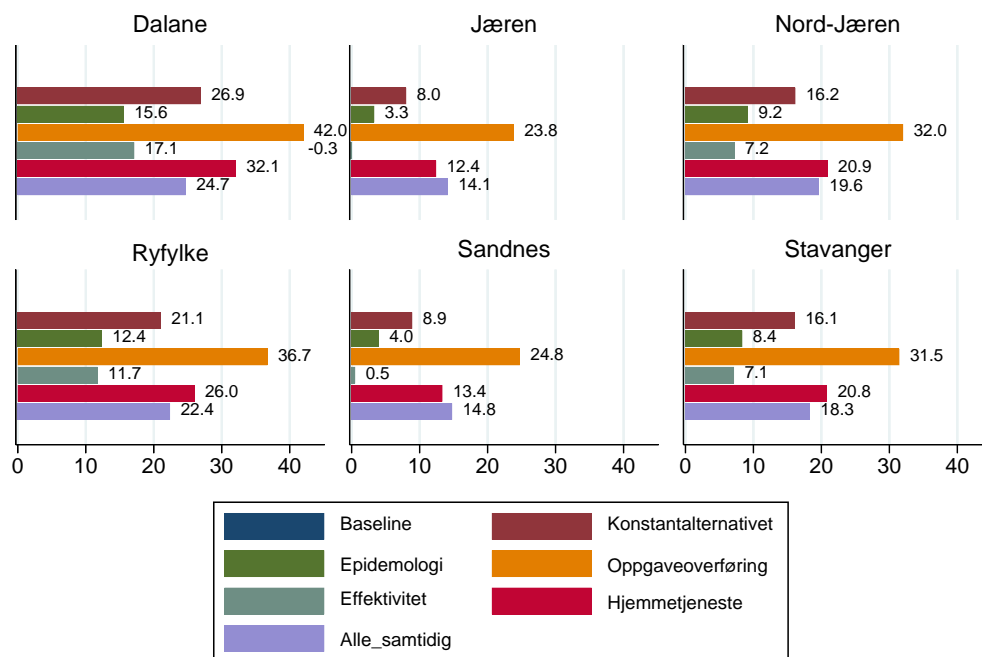 Dalane
Jæren
Nord-Jæren
26.9
15.6
42.0
17.1
32.1
24.7
8.0
3.3
23.8
-0.3
12.4
14.1
16.2
9.2
32.0
7.2
20.9
19.6
Ryfylke
Sandnes
Stavanger
21.1
12.4
36.7
11.7
26.0
22.4
8.9
4.0
24.8
0.5
13.4
14.8
16.1
8.4
31.5
7.1
20.8
18.3
0 10 20 30 40
0 10 20 30 40
0 10 20 30 40
Baseline
Konstantalternativet
Epidemologi
Oppgaveoverføring
Effektivitet
Hjemmetjeneste
Alle_samtidig